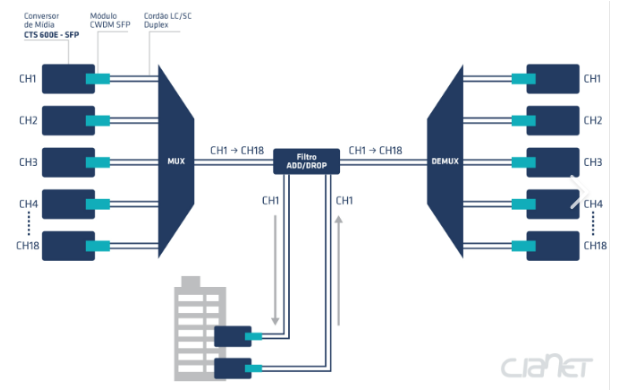 Conversor
de Mídia
CTS 600E - SFP
Módulo
CWDM SFP
Cordão LC/SC
Duplex
CH1
CH2
CH3
CH4
CH18
MUX
CH1 → CH18
Filtro
ADD/DROP
CH1 → CH18
DEMUX
CH1
CH2
CH3
CH4
CH18
CH1
CH1
CIANET